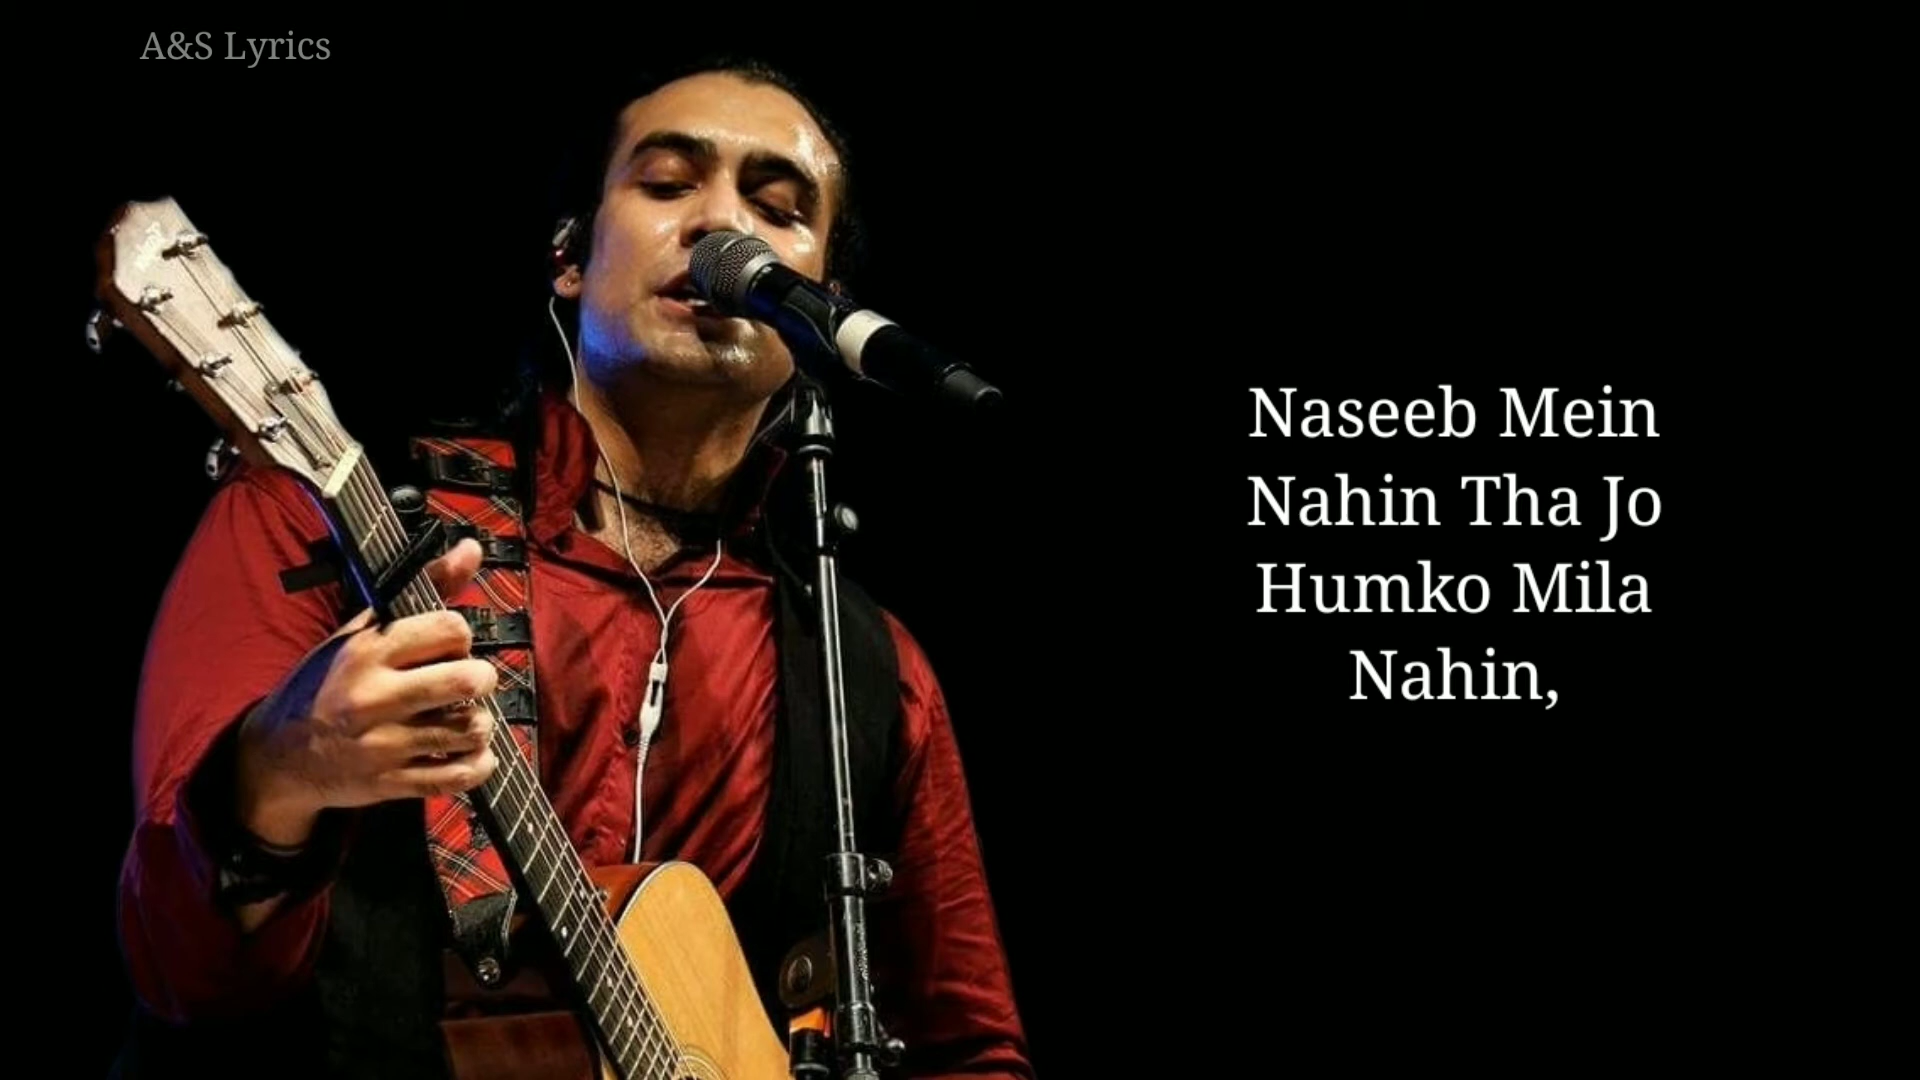 A&S Lyrics
Naseeb Mein
Nahin Tha Jo
Humko Mila
Nahin,